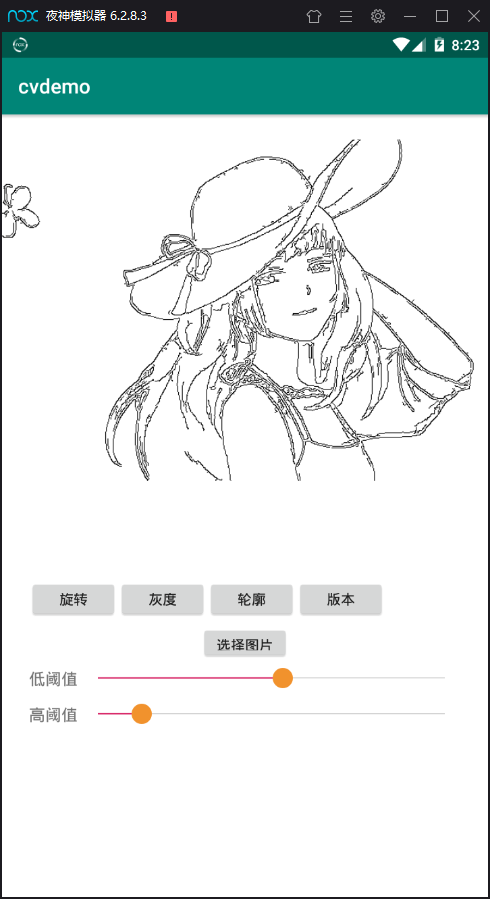 nox 夜神模拟器 6.2.8.3
8:23
cvdemo
旋转 灰度 轮廓 版本
选择图片
低阈值
高阈值